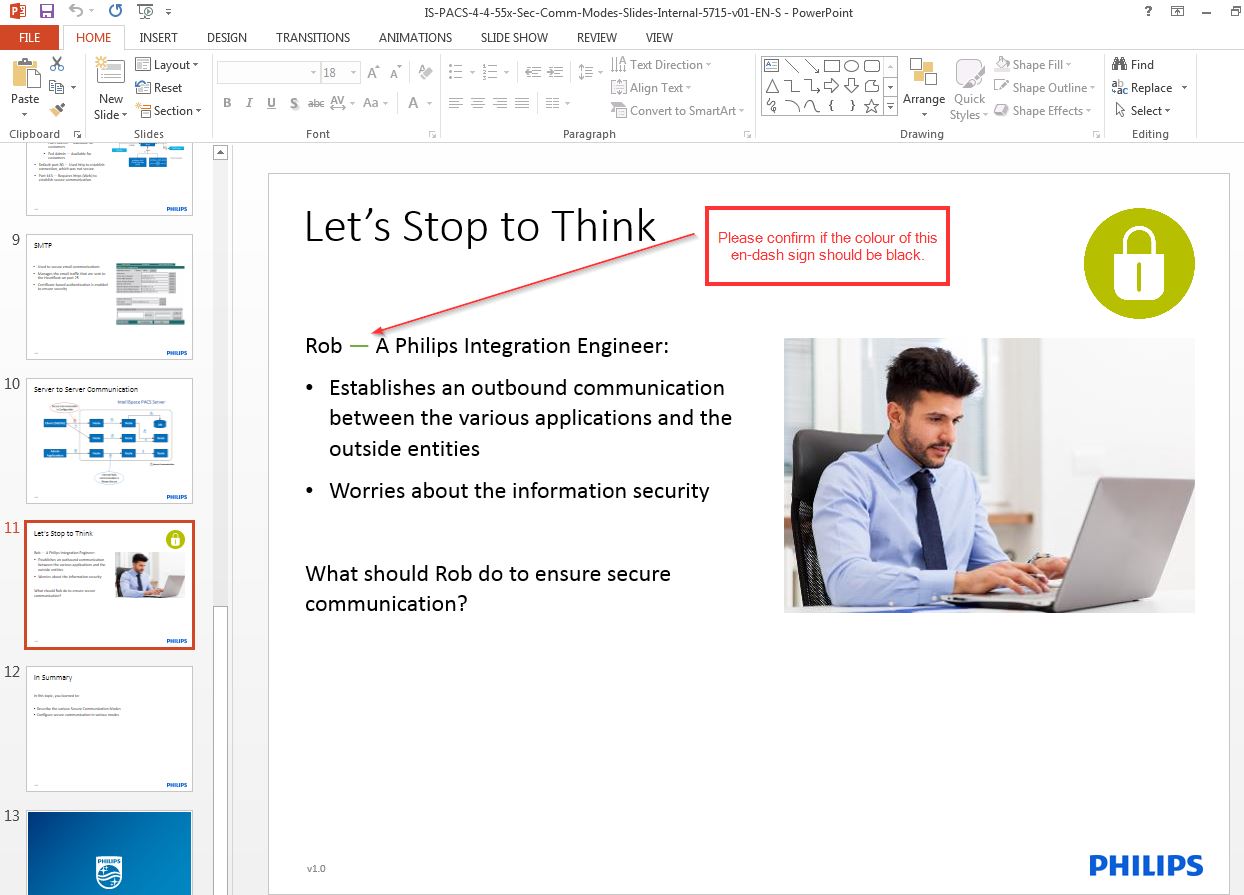 IS-PACS-4-4-55x-Sec-Comm-Modes-Slides-Internal-5715-v01-EN-S - PowerPoint
FILE HOME INSERT DESIGN TRANSITIONS ANIMATIONS SLIDE SHOW REVIEW VIEW
Paste
New Slide
Layout
Reset
Section
18
B I U S abc AV Aa A
Text Direction
Align Text
Convert to SmartArt
Arrange
Quick Styles
Shape Fill
Shape Outline
Shape Effects
Find
Replace
Select
Clipboard Slides Font Paragraph Drawing Editing
PHILIPS
9
SMTP
PHILIPS
10
Server to Server Communication
IntelliSpace PACS Server
PHILIPS
11
Let's Stop to Think
Rob — A Philips Integration Engineer:
Establishes an outbound communication
between the various applications and the
outside entities
Worries about the information security
What should Rob do to ensure secure
communication?
PHILIPS
12
In Summary
In this topic, you learned to:
• Describe the various Secure Communication Modes
• Configure secure communication in various modes
PHILIPS
13
PHILIPS
Let’s Stop to Think
Please confirm if the colour of this
en-dash sign should be black.
Rob — A Philips Integration Engineer:
• Establishes an outbound communication
between the various applications and the
outside entities
• Worries about the information security
What should Rob do to ensure secure
communication?
v1.0
PHILIPS